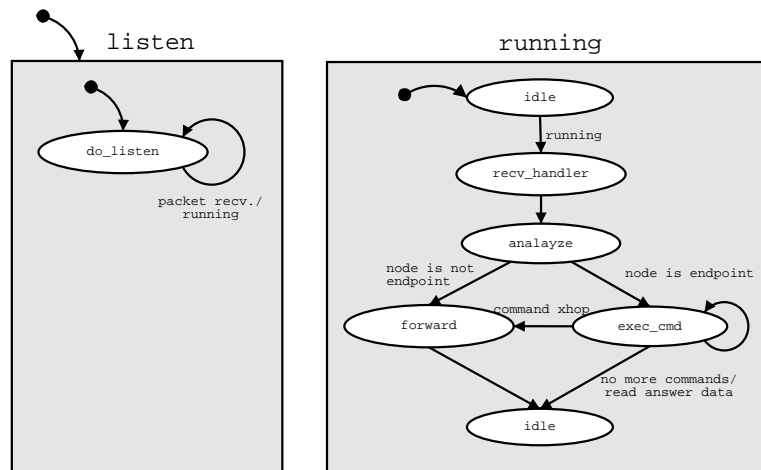 listen
do_listen
packet recv./
running
running
idle
running
recv_handler
analayze
node is not
endpoint
node is endpoint
command xhop
forward
exec_cmd
no more commands/
read answer data
idle